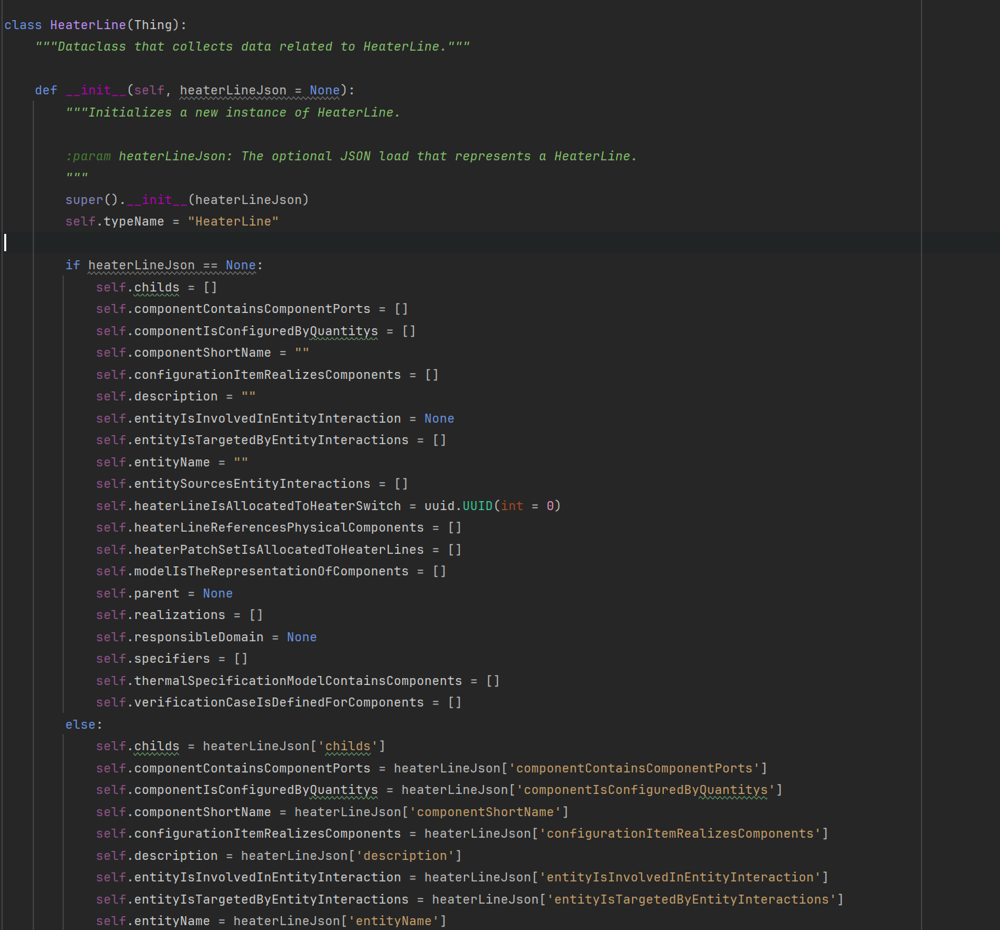 class HeaterLine(Thing):
"""Dataclass that collects data related to HeaterLine."""
def __init__(self, heaterLineJson = None):
"""Initializes a new instance of HeaterLine.
:param heaterLineJson: The optional JSON load that represents a HeaterLine.
"""
super().__init__(heaterLineJson)
self.typeName = "HeaterLine"
if heaterLineJson == None:
self.childs = []
self.componentContainsComponentPorts = []
self.componentIsConfiguredByQuantitys = []
self.componentShortName = ""
self.configurationItemRealizesComponents = []
self.description = ""
self.entityIsInvolvedInEntityInteraction = None
self.entityIsTargetedByEntityInteractions = []
self.entityName = ""
self.entitySourcesEntityInteractions = []
self.heaterLineIsAllocatedToHeaterSwitch = uuid.UUID(int = 0)
self.heaterLineReferencesPhysicalComponents = []
self.heaterPatchSetIsAllocatedToHeaterLines = []
self.modelIsTheRepresentationOfComponents = []
self.parent = None
self.realizations = []
self.responsibleDomain = None
self.specifiers = []
self.thermalSpecificationModelContainsComponents = []
self.verificationCaseIsDefinedForComponents = []
else:
self.childs = heaterLineJson['childs']
self.componentContainsComponentPorts = heaterLineJson['componentContainsComponentPorts']
self.componentIsConfiguredByQuantitys = heaterLineJson['componentIsConfiguredByQuantitys']
self.componentShortName = heaterLineJson['componentShortName']
self.configurationItemRealizesComponents = heaterLineJson['configurationItemRealizesComponents']
self.description = heaterLineJson['description']
self.entityIsInvolvedInEntityInteraction = heaterLineJson['entityIsInvolvedInEntityInteraction']
self.entityIsTargetedByEntityInteractions = heaterLineJson['entityIsTargetedByEntityInteractions']
self.entityName = heaterLineJson['entityName']